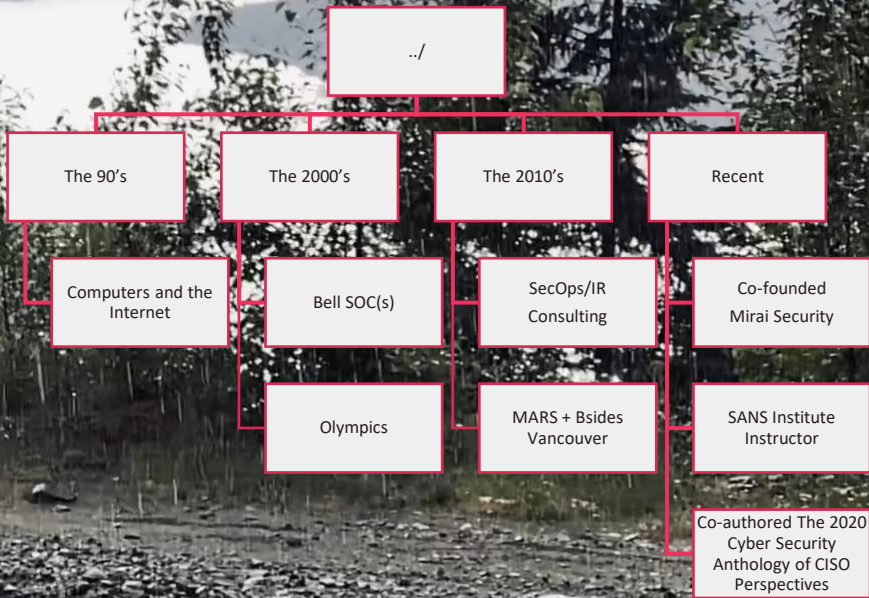 ../
The 90's
The 2000's
The 2010's
Recent
Computers and the
Internet
Bell SOC(s)
SecOps/IR
Consulting
Co-founded
Mirai Security
Olympics
MARS + Bsides
Vancouver
SANS Institute
Instructor
Co-authored The 2020
Cyber Security
Anthology of CISO
Perspectives